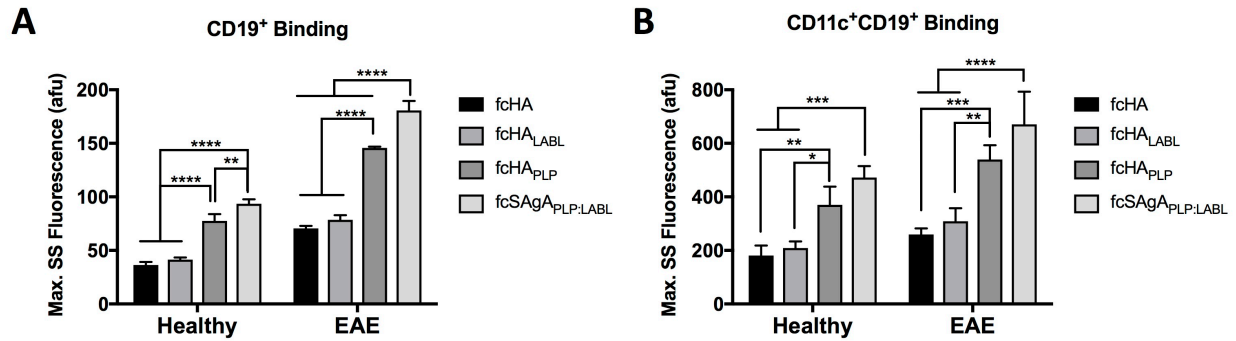 A
CD19+ Binding
Max. SS Fluorescence (afu)
200
150
100
50
0
****
****
**
****
****
Healthy
EAE
fcHA
fcHALABL
fcHAPLP
fcSAgAPLP:LABL
B
CD11c+CD19+ Binding
Max. SS Fluorescence (afu)
800
600
400
200
0
***
**
*
****
***
**
Healthy
EAE
fcHA
fcHALABL
fcHAPLP
fcSAgAPLP:LABL